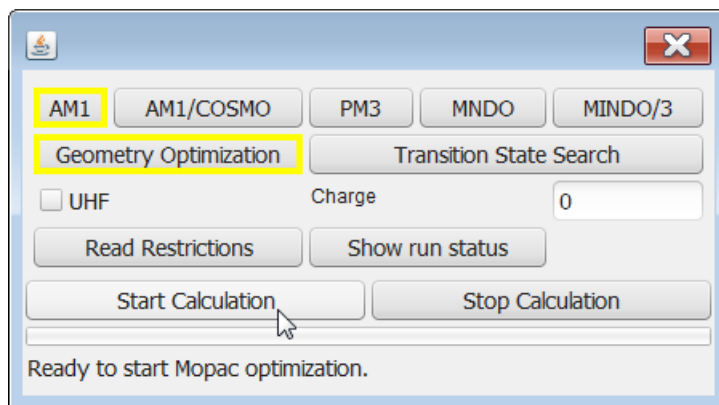 AM1 AM1/COSMO PM3 MNDO MINDO/3
Geometry Optimization Transition State Search
UHF Charge 0
Read Restrictions Show run status
Start Calculation Stop Calculation
Ready to start Mopac optimization.